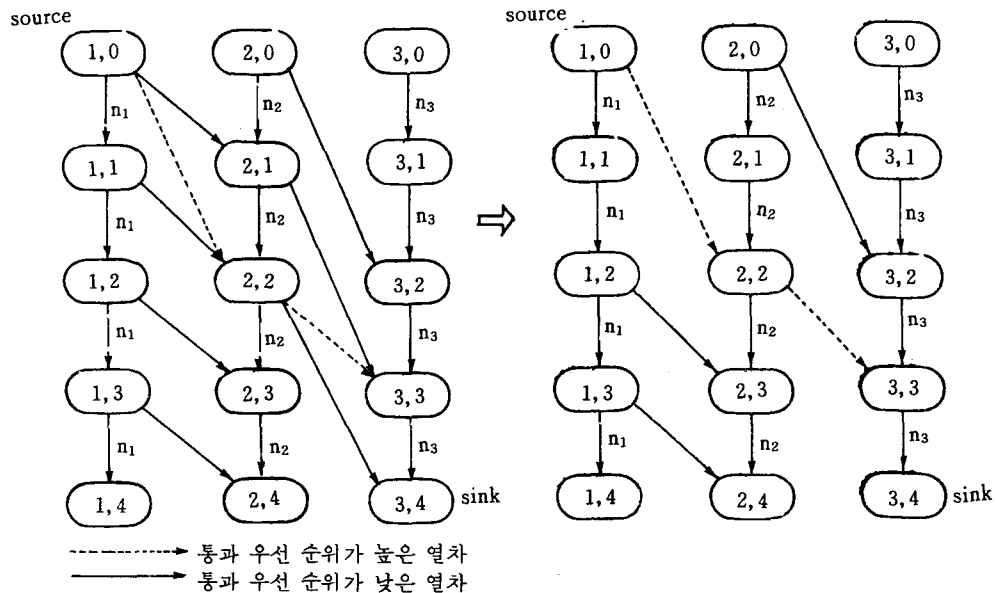 source
1,0 2,0 3,0
n₁ n₂ n₃
1,1 2,1 3,1
n₁ n₂ n₃
1,2 2,2 3,2
n₁ n₂ n₃
1,3 2,3 3,3
n₁ n₂ n₃
1,4 2,4 3,4 sink
source
1,0 2,0 3,0
n₁ n₂ n₃
1,1 2,1 3,1
n₁ n₂ n₃
1,2 2,2 3,2
n₁ n₂ n₃
1,3 2,3 3,3
n₁ n₂ n₃
1,4 2,4 3,4 sink
통과 우선 순위가 높은 열차
통과 우선 순위가 낮은 열차